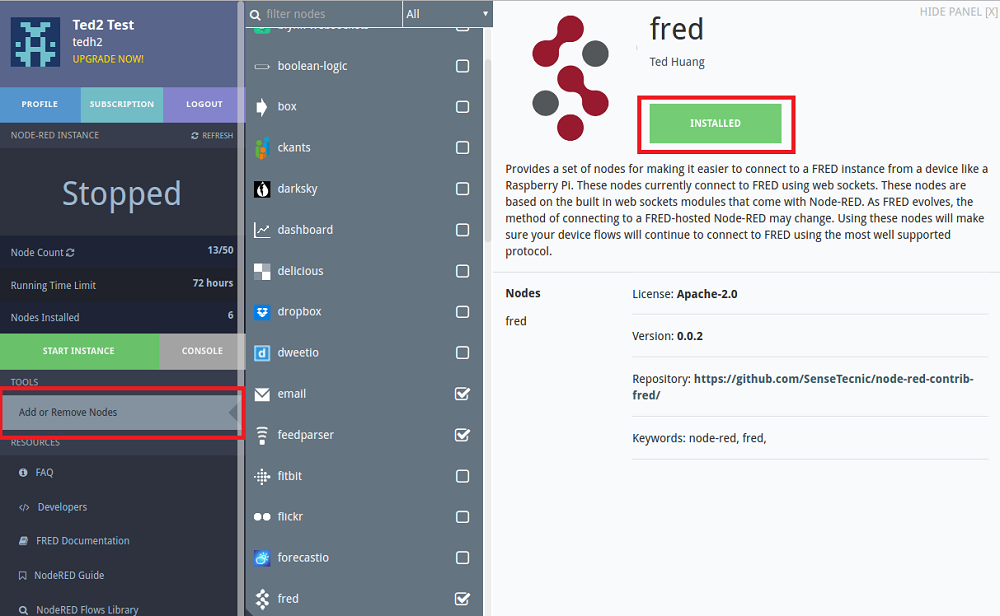 Ted2 Test
tedh2
UPGRADE NOW!
PROFILE
SUBSCRIPTION
LOGOUT
NODE-RED INSTANCE
REFRESH
Stopped
Node Count
13/50
Running Time Limit
72 hours
Nodes Installed
6
START INSTANCE
CONSOLE
TOOLS
Add or Remove Nodes
RESOURCES
FAQ
Developers
FRED Documentation
NodeRED Guide
NodeRED Flows Library
filter nodes
All
boolean-logic
box
ckants
darksky
dashboard
delicious
dropbox
dweetio
email
feedparser
fitbit
flickr
forecastio
fred
HIDE PANEL [X]
fred
Ted Huang
INSTALLED
Provides a set of nodes for making it easier to connect to a FRED instance from a device like a
Raspberry Pi. These nodes currently connect to FRED using web sockets. These nodes are
based on the built in web sockets modules that come with Node-RED. As FRED evolves, the
method of connecting to a FRED-hosted Node-RED may change. Using these nodes will make
sure your device flows will continue to connect to FRED using the most well supported
protocol.
Nodes
fred
License: Apache-2.0
Version: 0.0.2
Repository: https://github.com/SenseTecnic/node-red-contrib-
fred/
Keywords: node-red, fred,